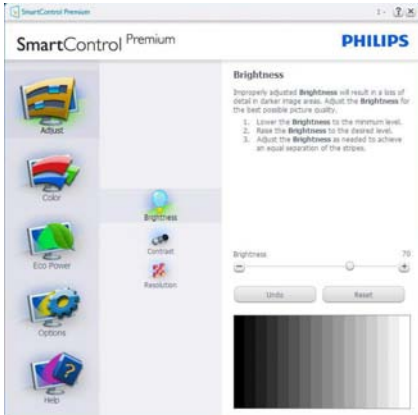 SmartControl Premium
SmartControl Premium
PHILIPS
Adjust
Color
Eco Power
Options
Help
Brightness
Contrast
Resolution
Brightness
Improperly adjusted Brightness will result in a loss of
detail in darker image areas. Adjust the Brightness for
the best possible picture quality.
1. Lower the Brightness to the minimum level.
2. Raise the Brightness to the desired level.
3. Adjust the Brightness as needed to achieve
an equal separation of the stripes.
Brightness 70
Undo Reset